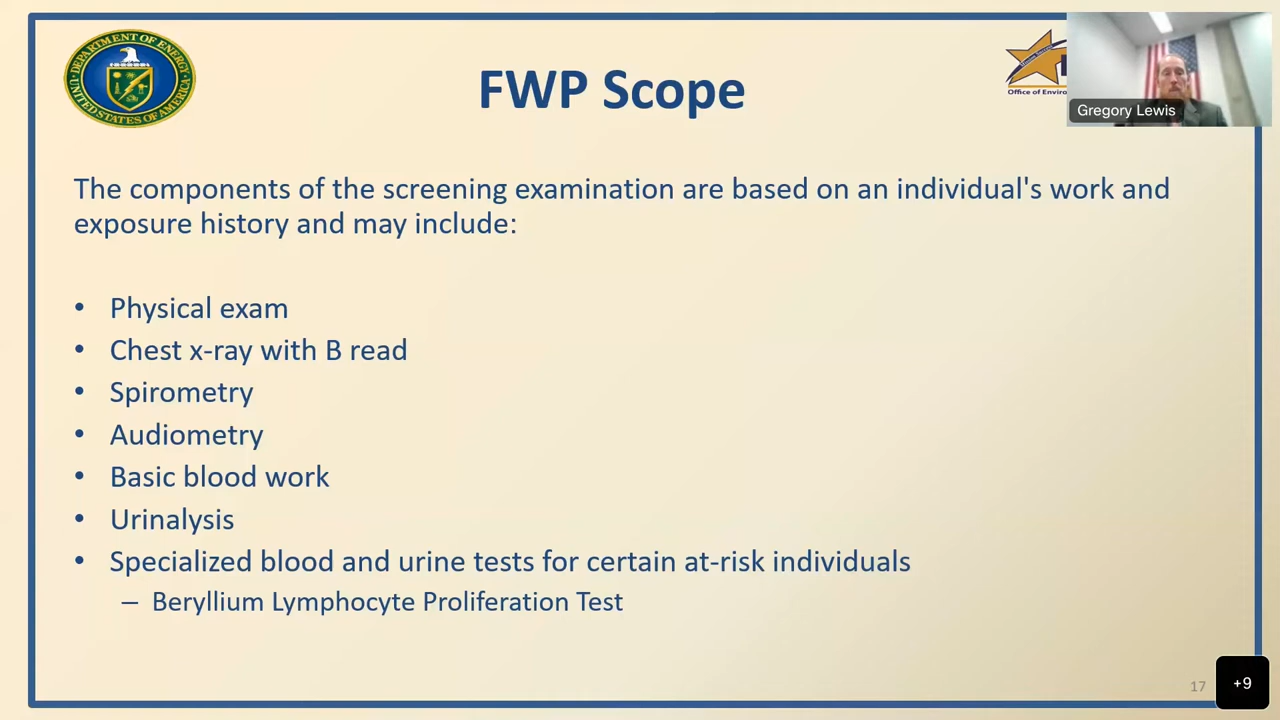 DEPARTMENT OF ENERGY
UNITED STATES OF AMERICA
FWP Scope
Office of
Gregory Lewis
The components of the screening examination are based on an individual's work and
exposure history and may include:
• Physical exam
• Chest x-ray with B read
• Spirometry
• Audiometry
• Basic blood work
• Urinalysis
• Specialized blood and urine tests for certain at-risk individuals
– Beryllium Lymphocyte Proliferation Test
17
+9